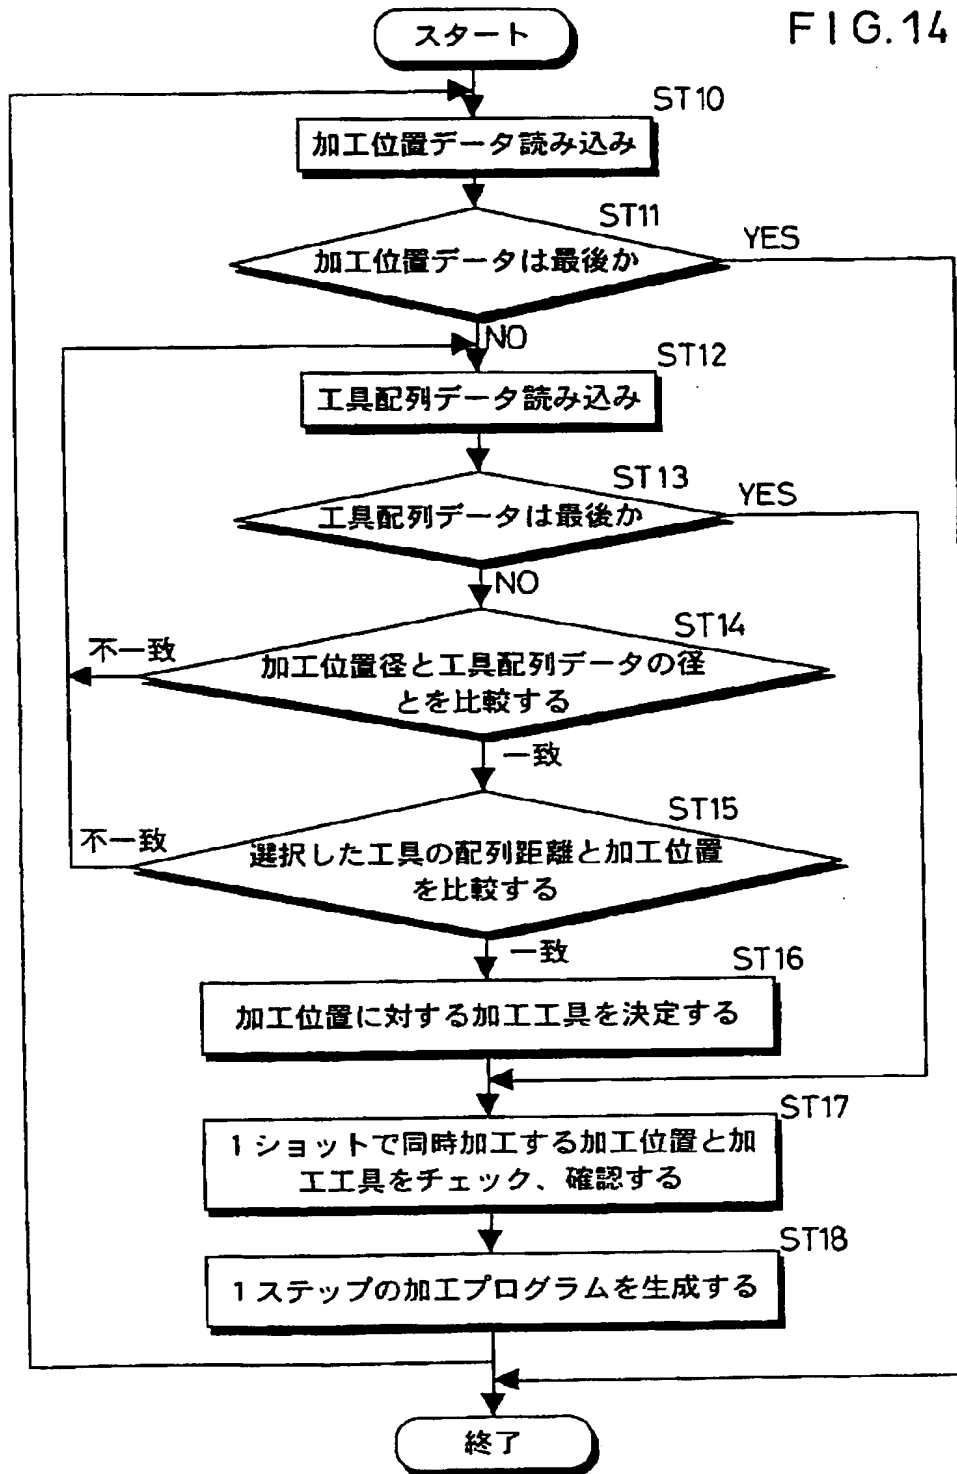 FIG.14
スタート
ST10
加工位置データ読み込み
ST11
加工位置データは最後か
YES
NO
ST12
工具配列データ読み込み
ST13
工具配列データは最後か
YES
NO
ST14
不一致
加工位置径と工具配列データの径
とを比較する
一致
ST15
不一致
選択した工具の配列距離と加工位置
を比較する
一致
ST16
加工位置に対する加工工具を決定する
ST17
1ショットで同時加工する加工位置と加
工工具をチェック、確認する
ST18
1ステップの加工プログラムを生成する
終了